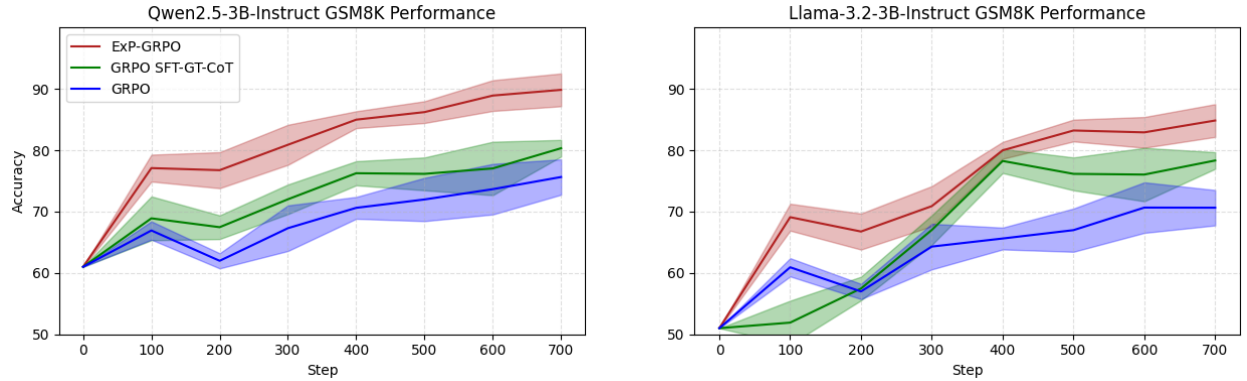 Qwen2.5-3B-Instruct GSM8K Performance
ExP-GRPO
GRPO SFT-GT-CoT
GRPO
Accuracy
90
80
70
60
50
0 100 200 300 400 500 600 700
Step
Llama-3.2-3B-Instruct GSM8K Performance
90
80
70
60
50
0 100 200 300 400 500 600 700
Step